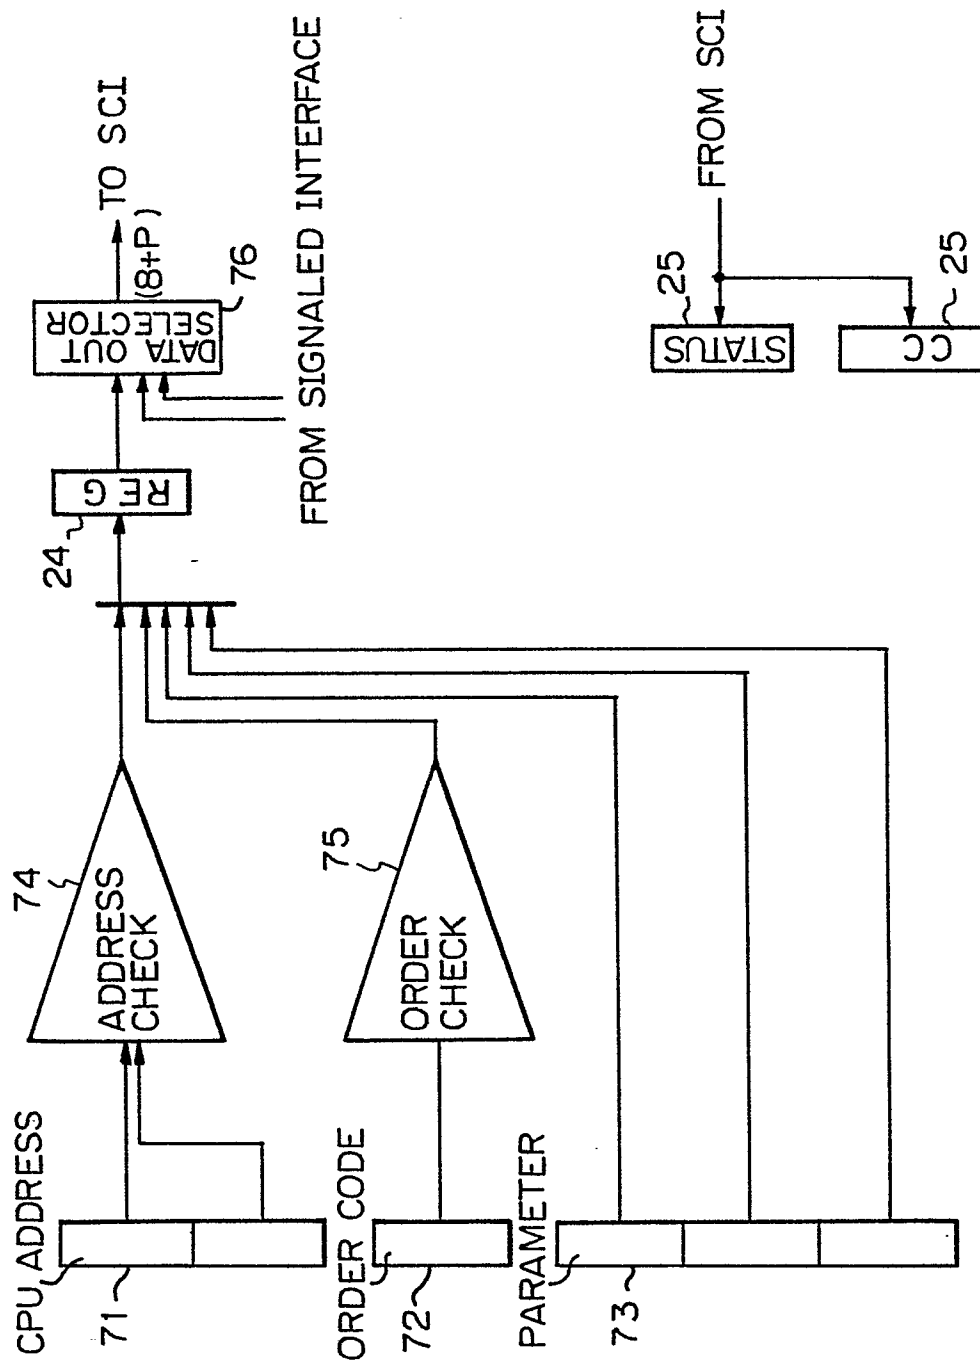 CPU ADDRESS
71
ADDRESS
CHECK
74
24
REG
DATA OUT
SELECTOR
76
(8+P)
TO SCI
FROM SIGNALED INTERFACE
ORDER CODE
72
ORDER
CHECK
75
PARAMETER
73
FROM SCI
STATUS
25
CC
25